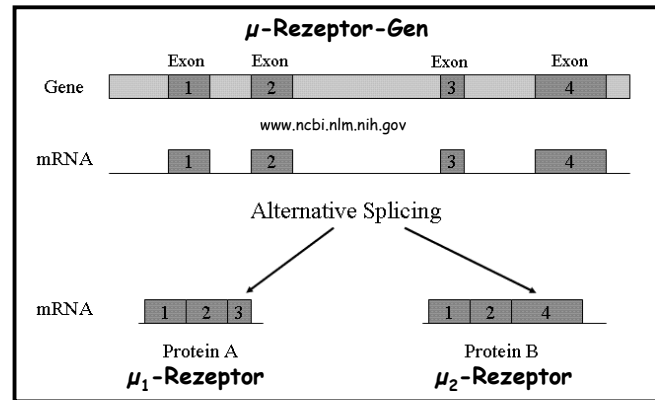 μ-Rezeptor-Gen
Exon Exon Exon Exon
Gene 1 2 3 4
www.ncbi.nlm.nih.gov
mRNA 1 2 3 4
Alternative Splicing
mRNA 1 2 3 1 2 4
Protein A Protein B
μ₁-Rezeptor μ₂-Rezeptor